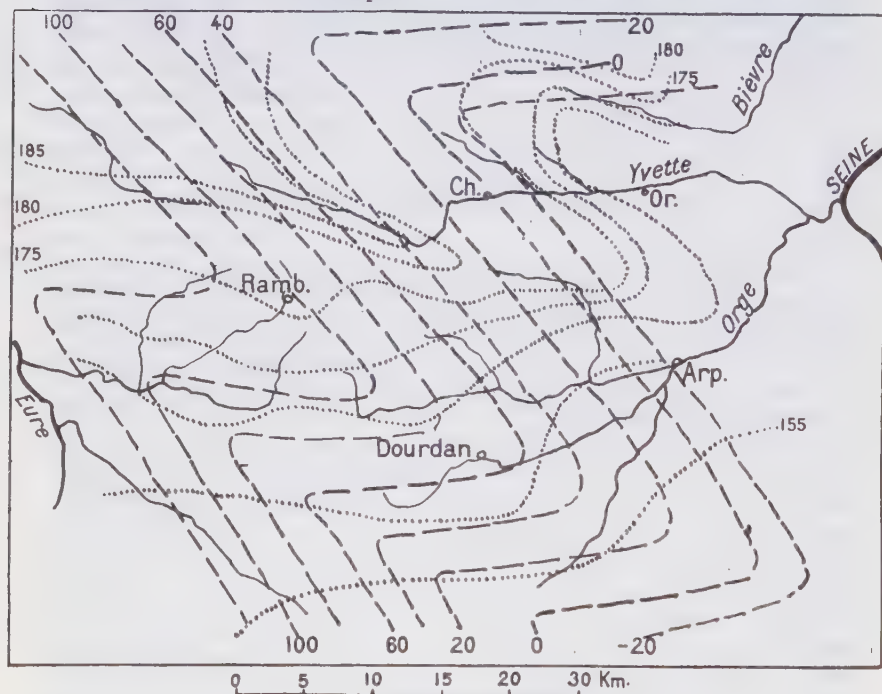 100 60 40 20
0
180
175
Bièvre
185
Ch.
Yvette
Or.
SEINE
180
175
Ramb.
Orge
Eure
Arp.
Dourdan
155
100 60 20 0 -20
0 5 10 15 20 30 Km.